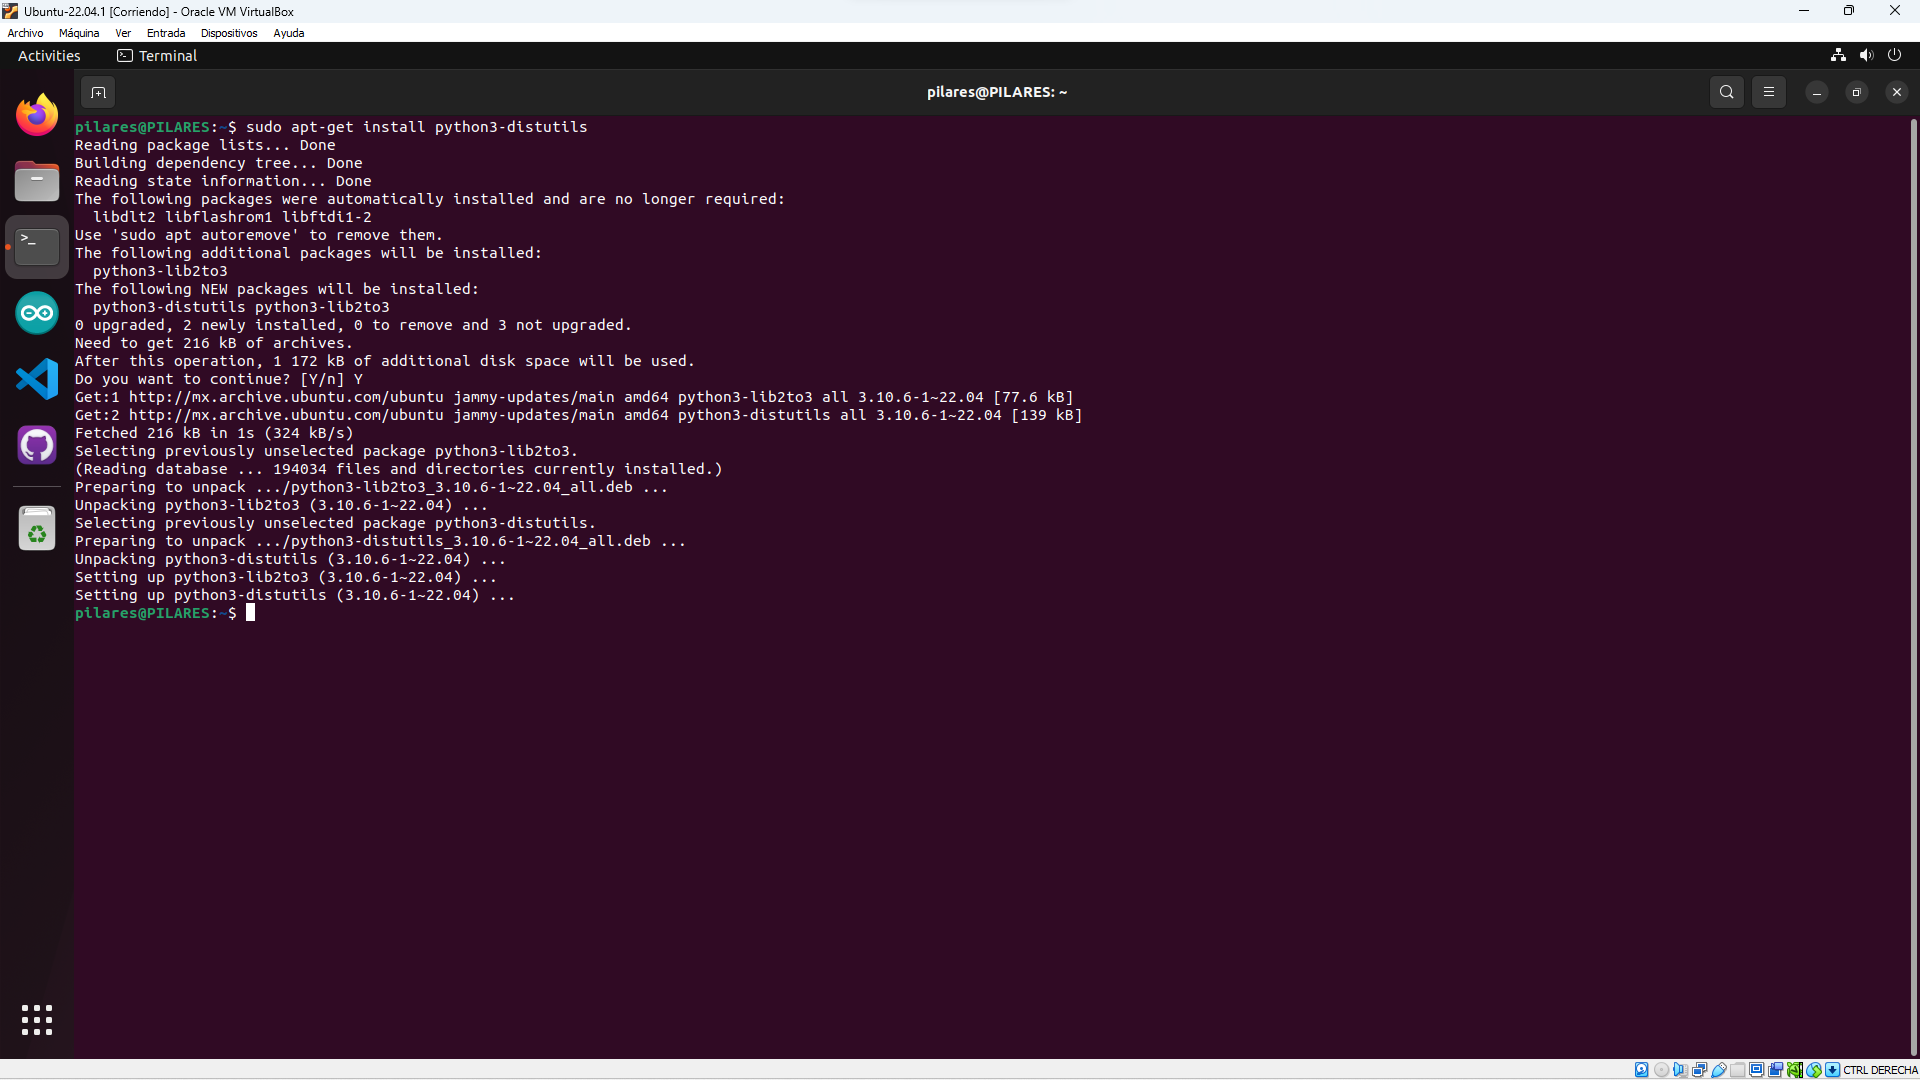 Ubuntu-22.04.1 [Corriendo] - Oracle VM VirtualBox
Archivo Máquina Ver Entrada Dispositivos Ayuda
Activities Terminal
pilares@PILARES: ~
pilares@PILARES:~$ sudo apt-get install python3-distutils
Reading package lists... Done
Building dependency tree... Done
Reading state information... Done
The following packages were automatically installed and are no longer required:
  libdlt2 libflashrom1 libftdi1-2
Use 'sudo apt autoremove' to remove them.
The following additional packages will be installed:
  python3-lib2to3
The following NEW packages will be installed:
  python3-distutils python3-lib2to3
0 upgraded, 2 newly installed, 0 to remove and 3 not upgraded.
Need to get 216 kB of archives.
After this operation, 1 172 kB of additional disk space will be used.
Do you want to continue? [Y/n] Y
Get:1 http://mx.archive.ubuntu.com/ubuntu jammy-updates/main amd64 python3-lib2to3 all 3.10.6-1~22.04 [77.6 kB]
Get:2 http://mx.archive.ubuntu.com/ubuntu jammy-updates/main amd64 python3-distutils all 3.10.6-1~22.04 [139 kB]
Fetched 216 kB in 1s (324 kB/s)
Selecting previously unselected package python3-lib2to3.
(Reading database ... 194034 files and directories currently installed.)
Preparing to unpack .../python3-lib2to3_3.10.6-1~22.04_all.deb ...
Unpacking python3-lib2to3 (3.10.6-1~22.04) ...
Selecting previously unselected package python3-distutils.
Preparing to unpack .../python3-distutils_3.10.6-1~22.04_all.deb ...
Unpacking python3-distutils (3.10.6-1~22.04) ...
Setting up python3-lib2to3 (3.10.6-1~22.04) ...
Setting up python3-distutils (3.10.6-1~22.04) ...
pilares@PILARES:~$
CTRL DERECHA